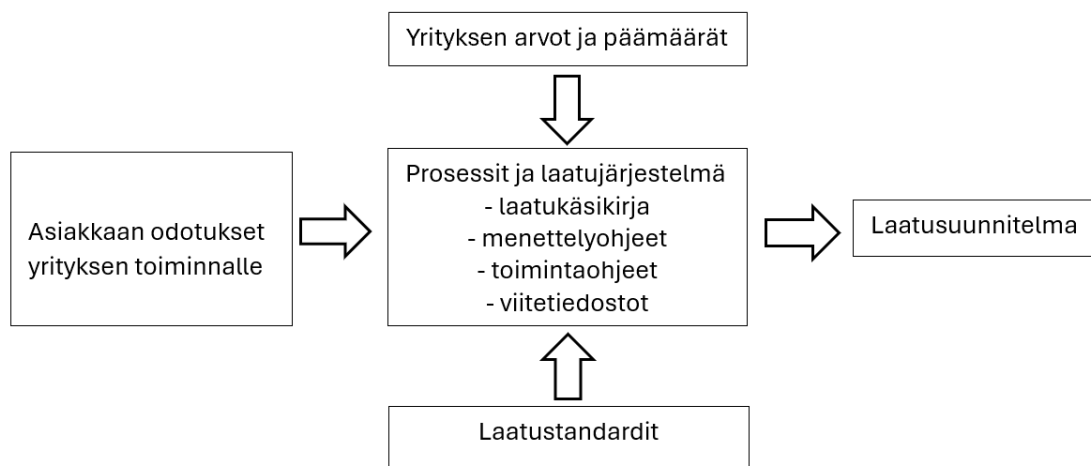 Yrityksen arvot ja päämäärät
Asiakkaan odotukset
yrityksen toiminnalle
Prosessit ja laatujärjestelmä
- laatukäsikirja
- menettelyohjeet
- toimintaohjeet
- viitetiedostot
Laatusuunnitelma
Laatustandardit